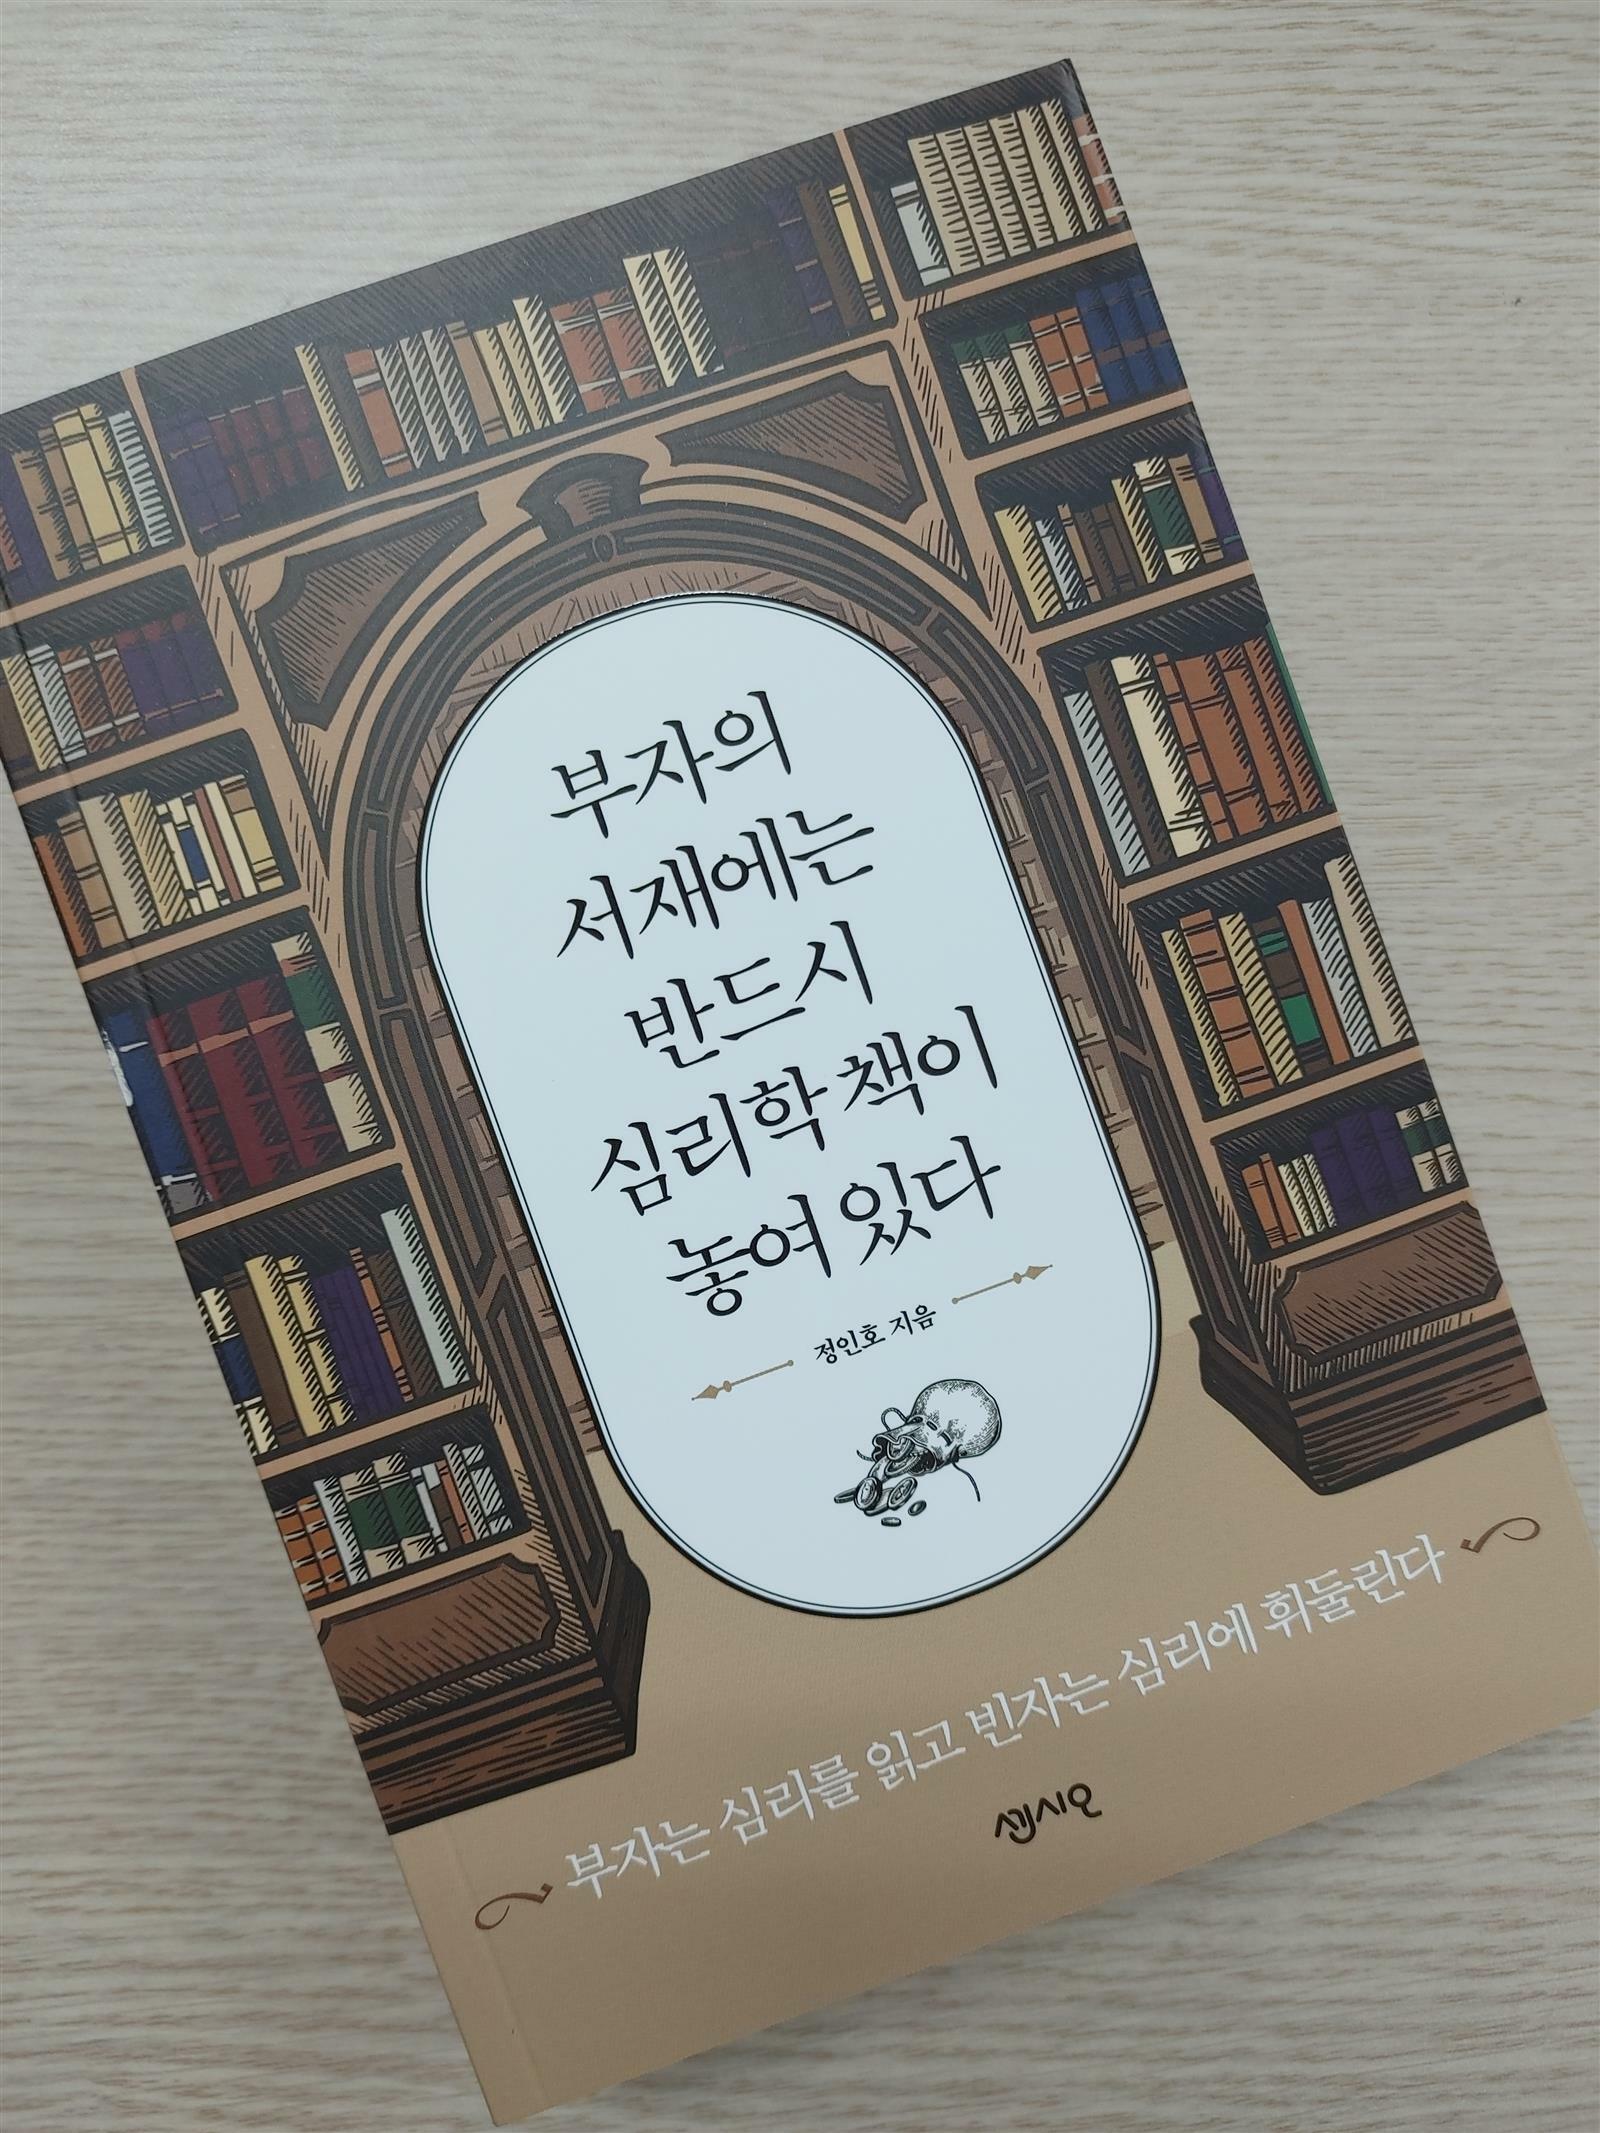 부자의
서재에는
반드시
심리학 책이
놓여 있다
정인호 지음
부자는 심리를 읽고 빈자는 심리에 휘둘린다
센시오